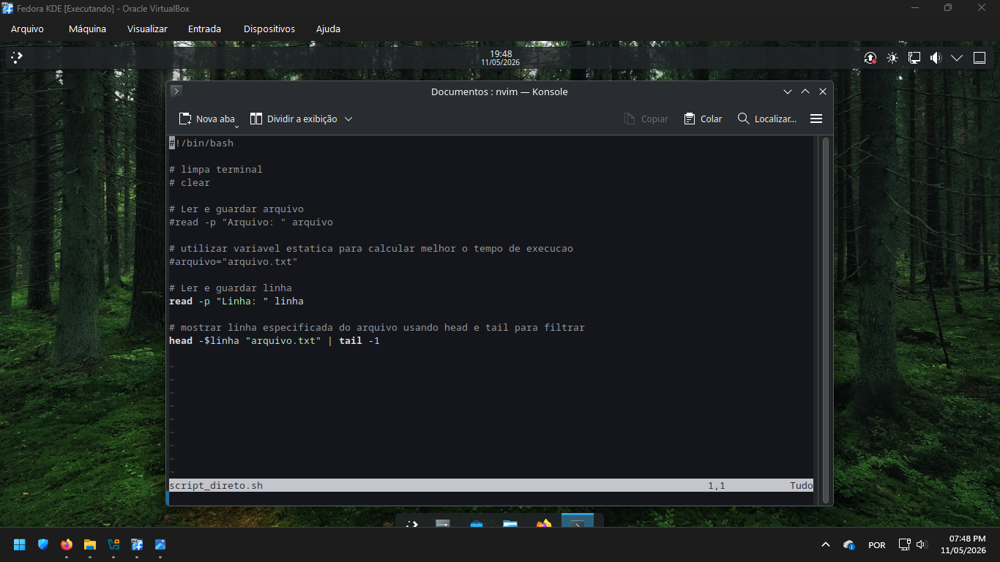 Fedora KDE [Executando] - Oracle VirtualBox
Arquivo Máquina Visualizar Entrada Dispositivos Ajuda
19:48
11/05/2026
Documentos : nvim — Konsole
Nova aba Dividir a exibição Copiar Colar Localizar...
#!/bin/bash
# limpa terminal
# clear
# Ler e guardar arquivo
#read -p "Arquivo: " arquivo
# utilizar variavel estatica para calcular melhor o tempo de execucao
#arquivo="arquivo.txt"
# Ler e guardar linha
read -p "Linha: " linha
# mostrar linha especificada do arquivo usando head e tail para filtrar
head -$linha "arquivo.txt" | tail -1
~
~
~
~
~
~
~
~
~
script_direto.sh 1,1 Tudo
POR
07:48 PM
11/05/2026